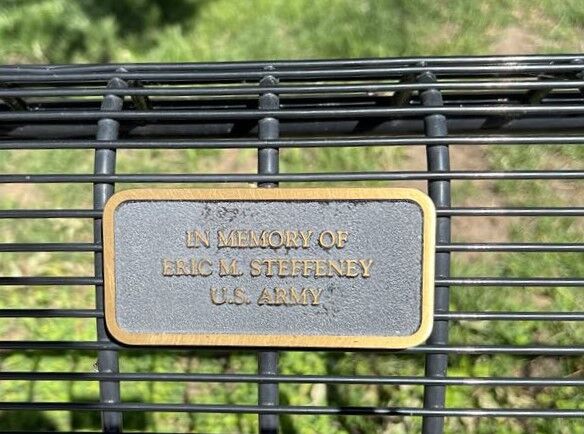 IN MEMORY OF
ERIC M. STEFFENEY
U.S. ARMY